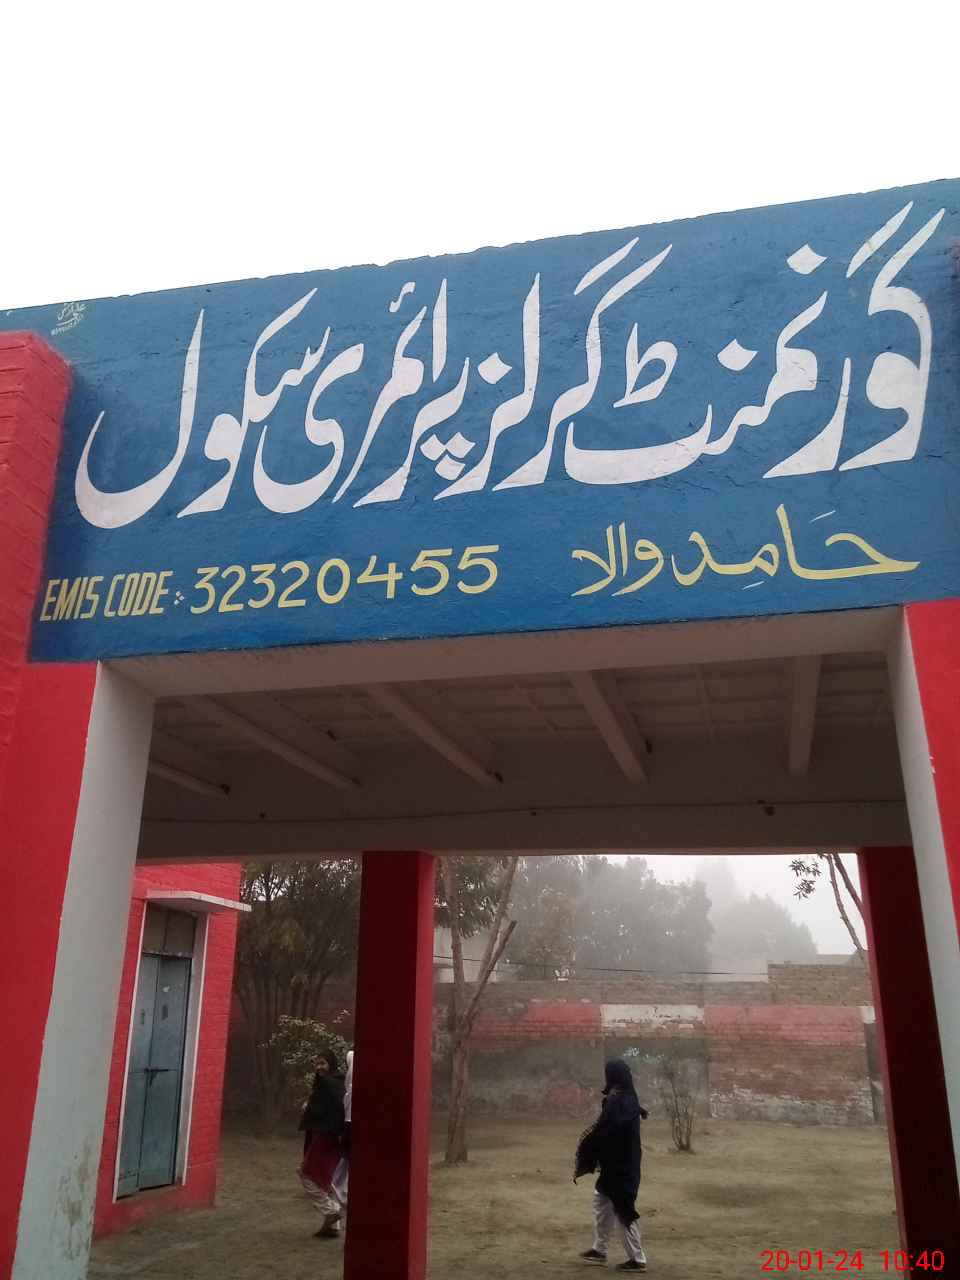 گورنمنٹ گرلز پرائمری سکول
حامد والا
EMIS CODE : 32320455
20-01-24 10:40